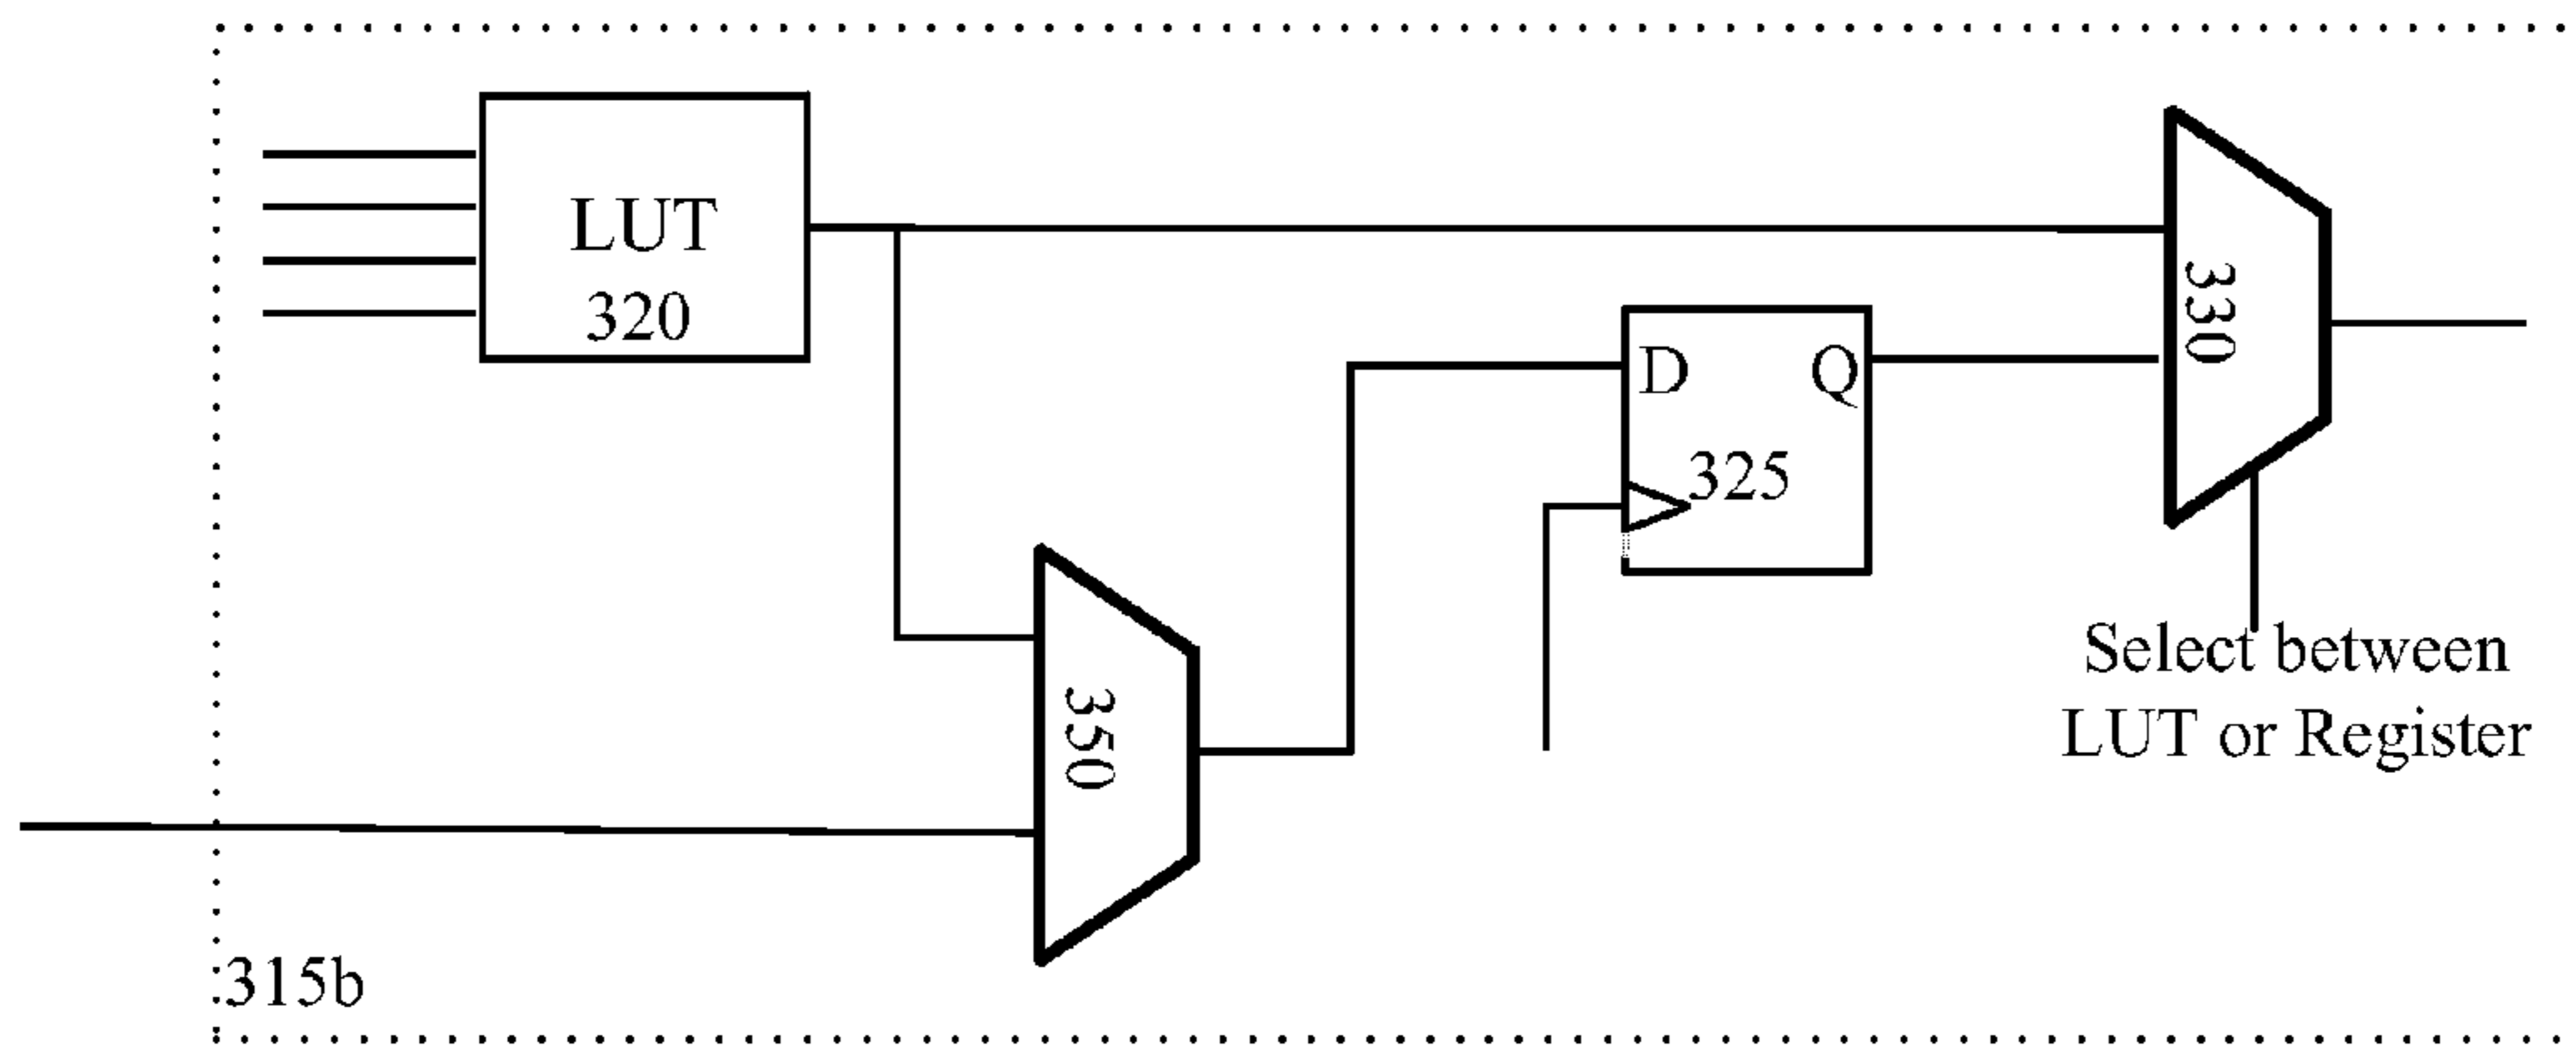 LUT
320
330
D
Q
325
Select between
LUT or Register
350
315b